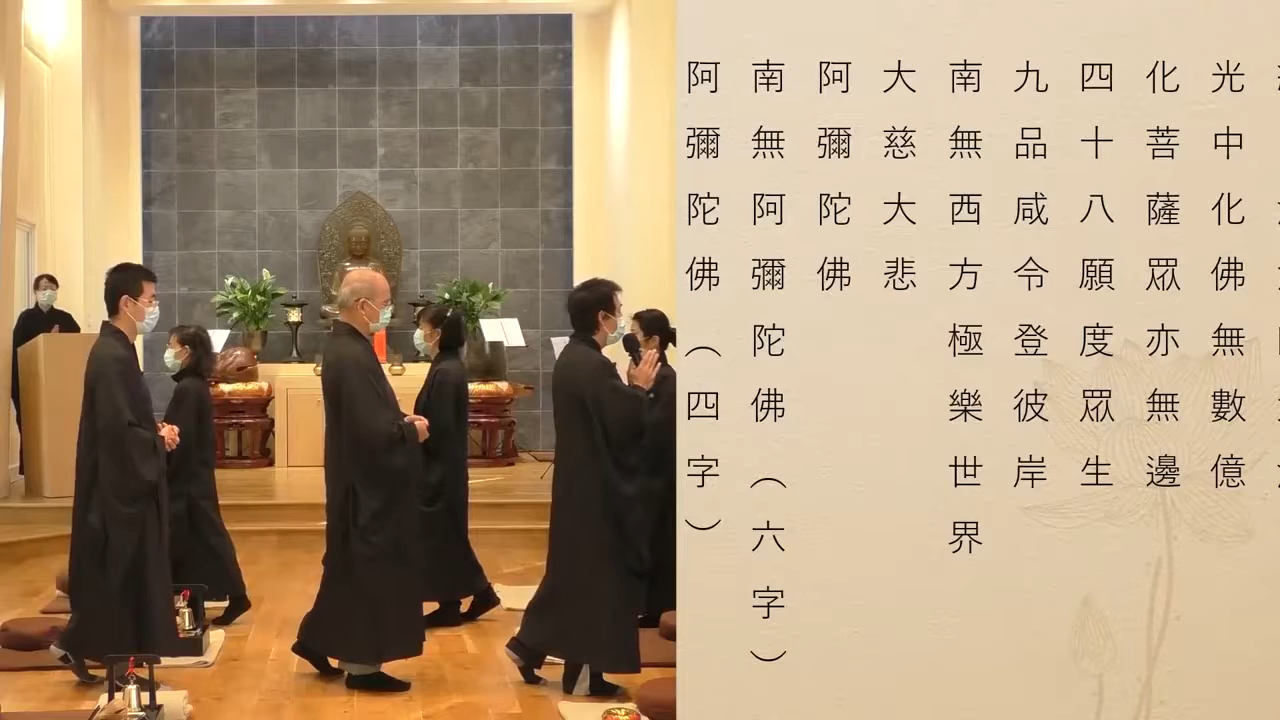 光中化佛無數億
化菩薩眾亦無邊
四十八願度眾生
九品咸令登彼岸
南無西方極樂世界
大慈大悲
阿彌陀佛
南無阿彌陀佛（六字）
阿彌陀佛（四字）